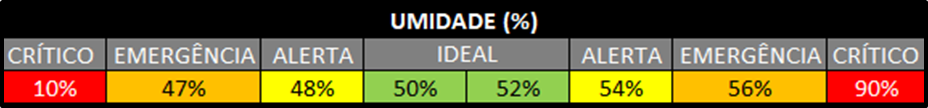 UMIDADE (%)
CRÍTICO EMERGÊNCIA ALERTA IDEAL ALERTA EMERGÊNCIA CRÍTICO
10% 47% 48% 50% 52% 54% 56% 90%